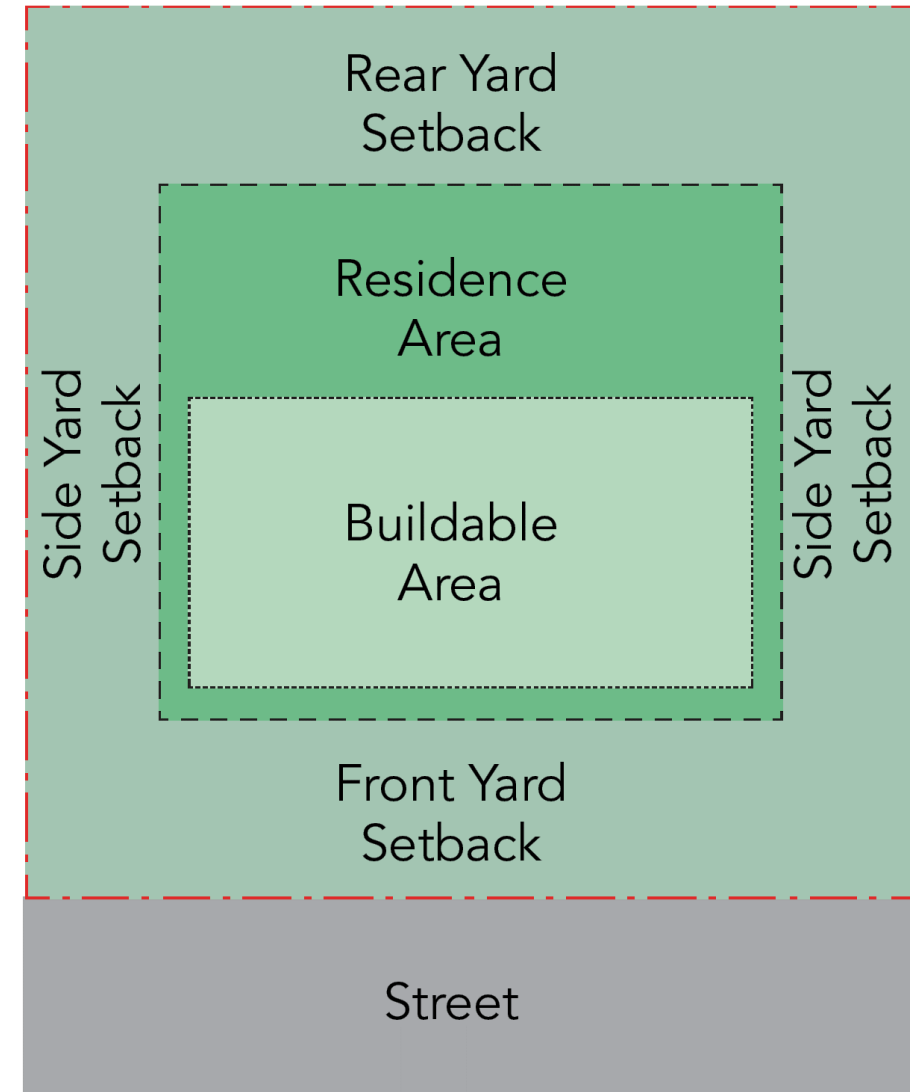 Rear Yard
Setback
Residence
Area
Side Yard
Setback
Buildable
Area
Side Yard
Setback
Front Yard
Setback
Street